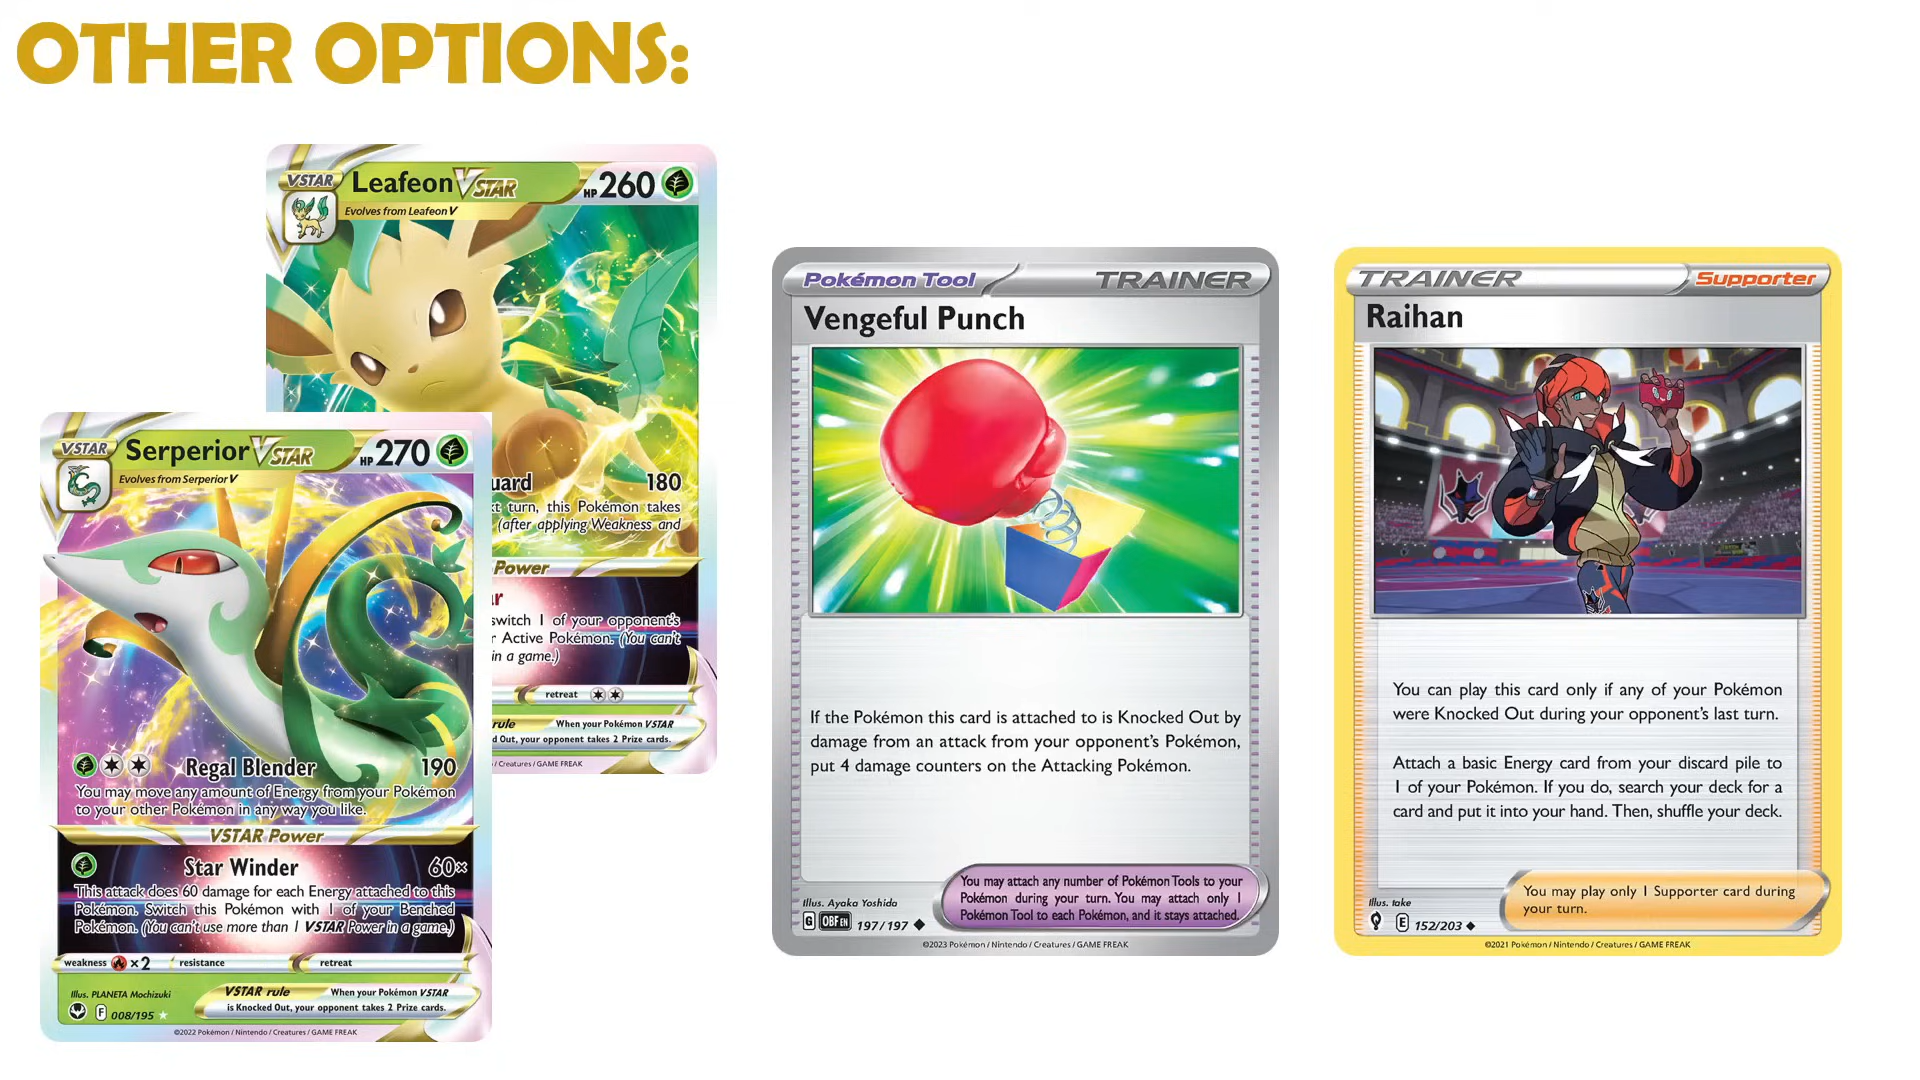 OTHER OPTIONS:
VSTAR Leafeon VSTAR HP 260
Evolves from Leafeon V
uard 180
turn, this Pokémon takes
(after applying Weakness and
Power
switch 1 of your opponent's
Active Pokémon. (You can't
in a game.)
retreat
rule When your Pokémon VSTAR
d Out, your opponent takes 2 Prize cards.
/ Creatures / GAME FREAK
VSTAR Serperior VSTAR HP 270
Evolves from Serperior V
Regal Blender 190
You may move any amount of Energy from your Pokémon
to your other Pokémon in any way you like.
VSTAR Power
Star Winder 60×
This attack does 60 damage for each Energy attached to this
Pokémon. Switch this Pokémon with 1 of your Benched
Pokémon. (You can't use more than 1 VSTAR Power in a game.)
weakness ×2 resistance retreat
Illus. PLANETA Mochizuki
VSTAR rule When your Pokémon VSTAR
is Knocked Out, your opponent takes 2 Prize cards.
F 008/195
©2022 Pokémon / Nintendo / Creatures / GAME FREAK
Pokémon Tool TRAINER
Vengeful Punch
If the Pokémon this card is attached to is Knocked Out by
damage from an attack from your opponent's Pokémon,
put 4 damage counters on the Attacking Pokémon.
You may attach any number of Pokémon Tools to your
Pokémon during your turn. You may attach only 1
Pokémon Tool to each Pokémon, and it stays attached.
Illus. Ayaka Yoshida
G OBF EN 197/197
©2023 Pokémon / Nintendo / Creatures / GAME FREAK
TRAINER Supporter
Raihan
You can play this card only if any of your Pokémon
were Knocked Out during your opponent's last turn.
Attach a basic Energy card from your discard pile to
1 of your Pokémon. If you do, search your deck for a
card and put it into your hand. Then, shuffle your deck.
You may play only 1 Supporter card during
your turn.
Illus. take
E 152/203
©2021 Pokémon / Nintendo / Creatures / GAME FREAK